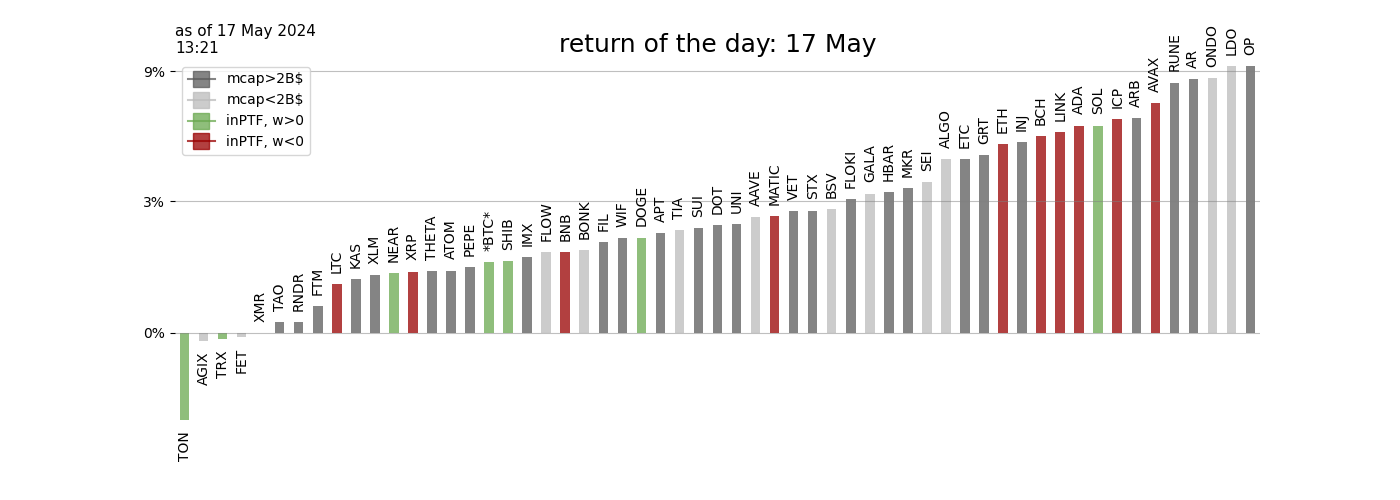 as of 17 May 2024
13:21
return of the day: 17 May
mcap>2B$
mcap<2B$
inPTF, w>0
inPTF, w<0
9%
3%
0%
TON
AGIX
TRX
FET
XMR
TAO
RNDR
FTM
LTC
KAS
XLM
NEAR
XRP
THETA
ATOM
PEPE
*BTC*
SHIB
IMX
FLOW
BNB
BONK
FIL
WIF
DOGE
APT
TIA
SUI
DOT
UNI
AAVE
MATIC
VET
STX
BSV
FLOKI
GALA
HBAR
MKR
SEI
ALGO
ETC
GRT
ETH
INJ
BCH
LINK
ADA
SOL
ICP
ARB
AVAX
RUNE
AR
ONDO
LDO
OP